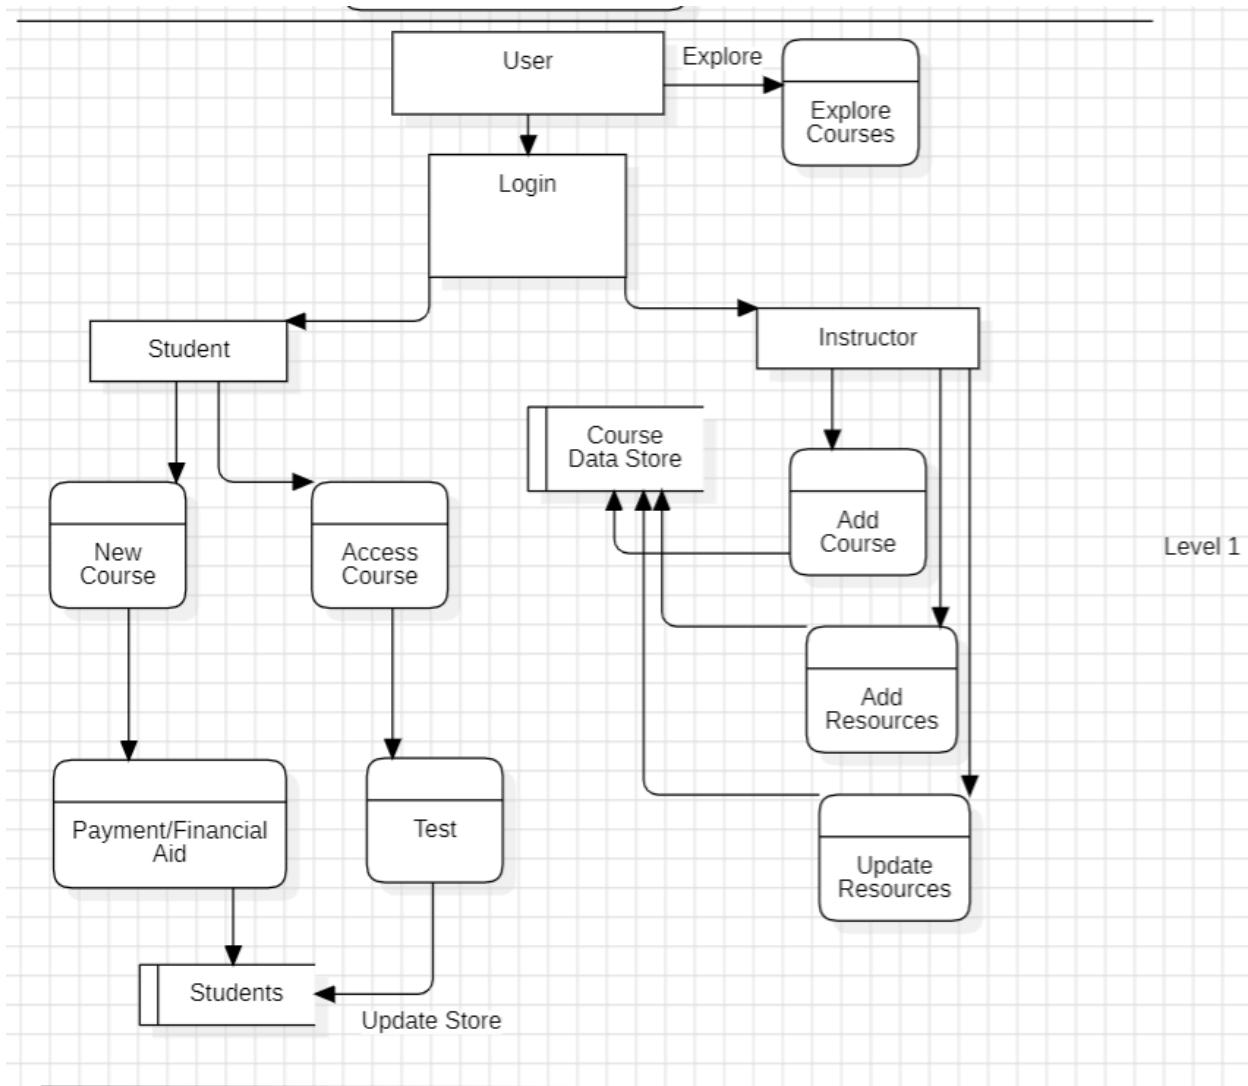 User
Explore
Explore
Courses
Login
Student
Instructor
Course
Data Store
Add
Course
New
Course
Access
Course
Level 1
Add
Resources
Payment/Financial
Aid
Test
Update
Resources
Students
Update Store